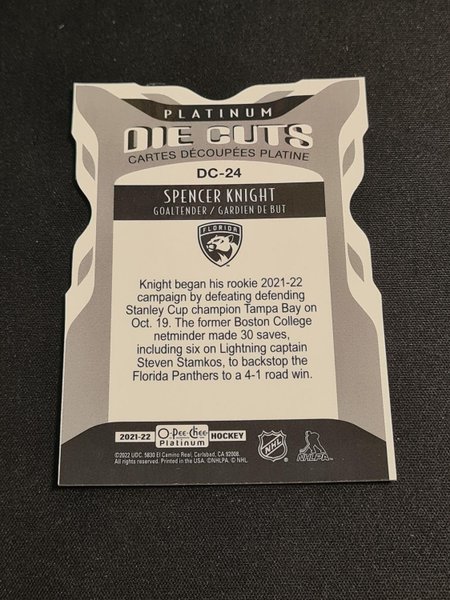 PLATINUM
DIE CUTS
CARTES DÉCOUPÉES PLATINE
DC-24
SPENCER KNIGHT
GOALTENDER / GARDIEN DE BUT
FLORIDA
Knight began his rookie 2021-22
campaign by defeating defending
Stanley Cup champion Tampa Bay on
Oct. 19. The former Boston College
netminder made 30 saves,
including six on Lightning captain
Steven Stamkos, to backstop the
Florida Panthers to a 4-1 road win.
2021-22 O-Pee-Chee Platinum HOCKEY
NHL NHLPA
©2022 UDC. 5830 El Camino Real, Carlsbad, CA 92008.
All rights reserved. Printed in the USA. ©NHLPA. © NHL.